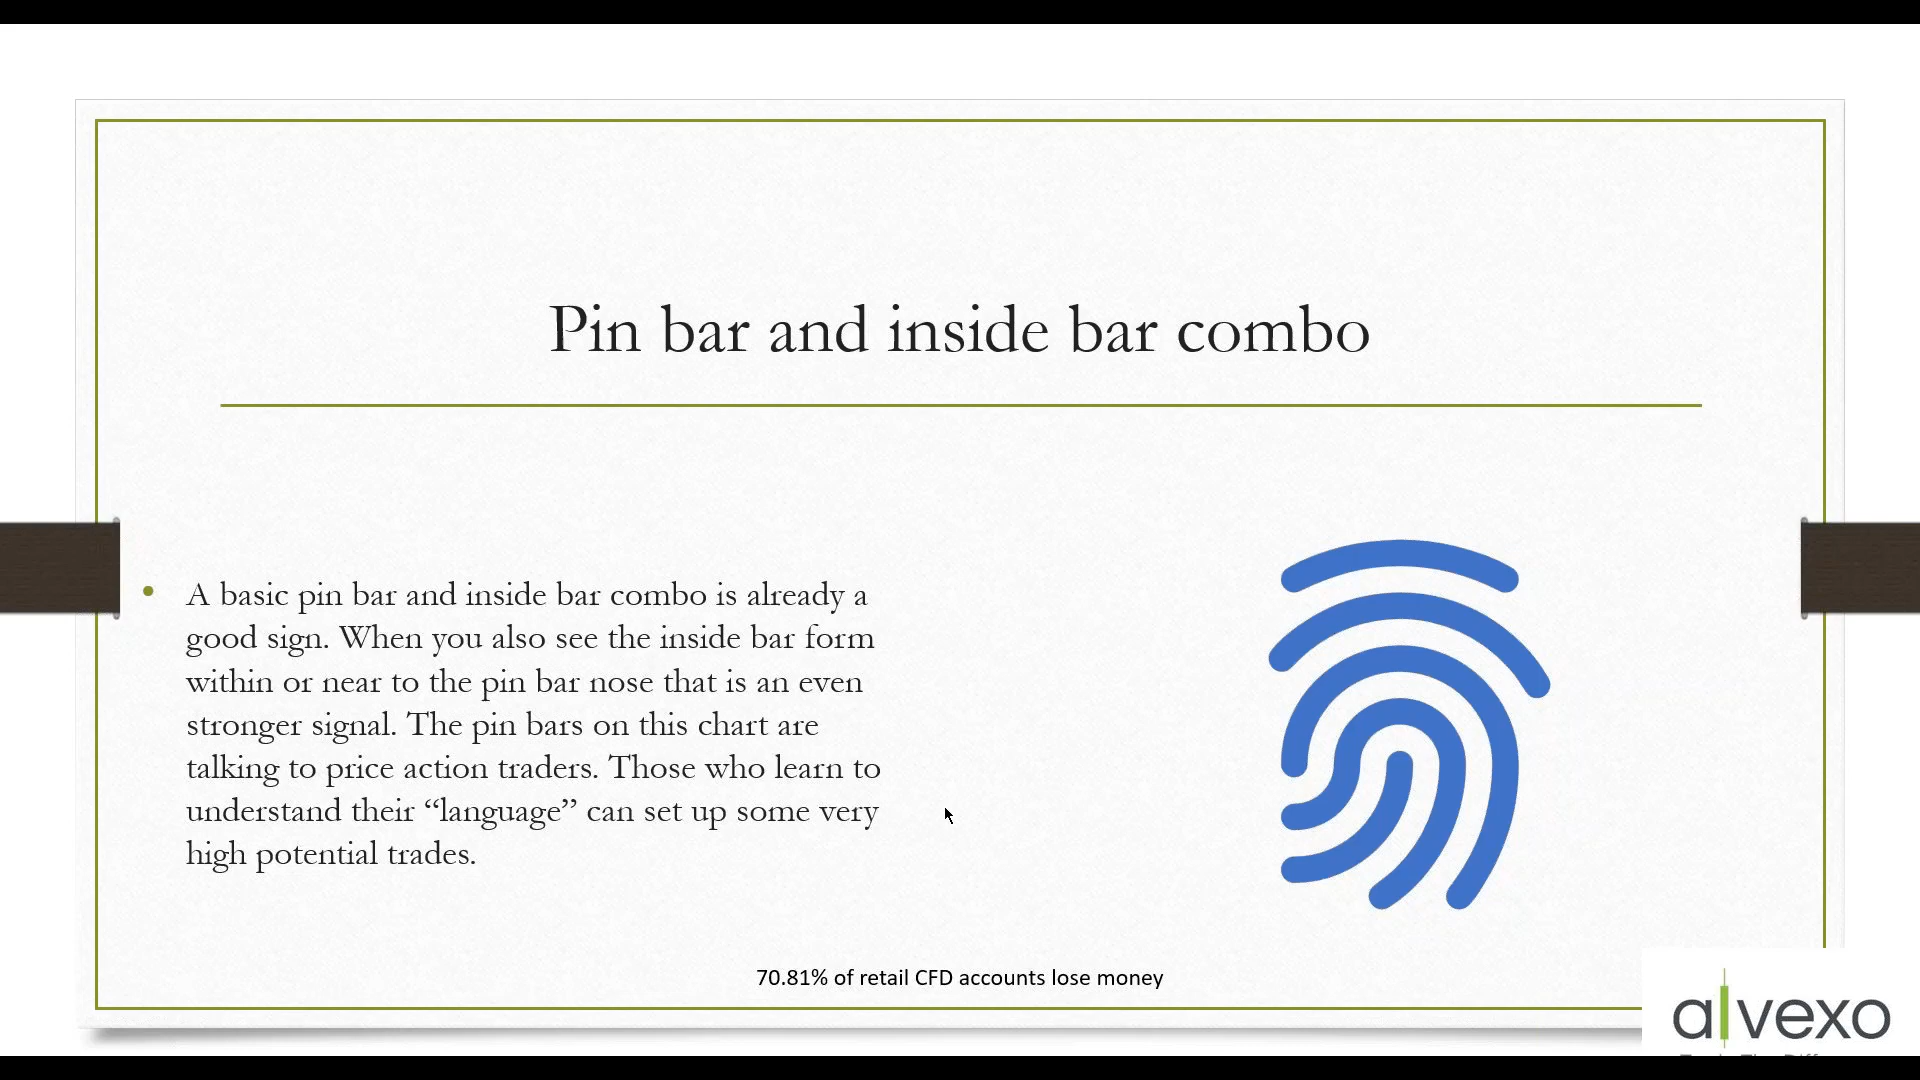 Pin bar and inside bar combo
• A basic pin bar and inside bar combo is already a
good sign. When you also see the inside bar form
within or near to the pin bar nose that is an even
stronger signal. The pin bars on this chart are
talking to price action traders. Those who learn to
understand their “language” can set up some very
high potential trades.
70.81% of retail CFD accounts lose money
alvexo